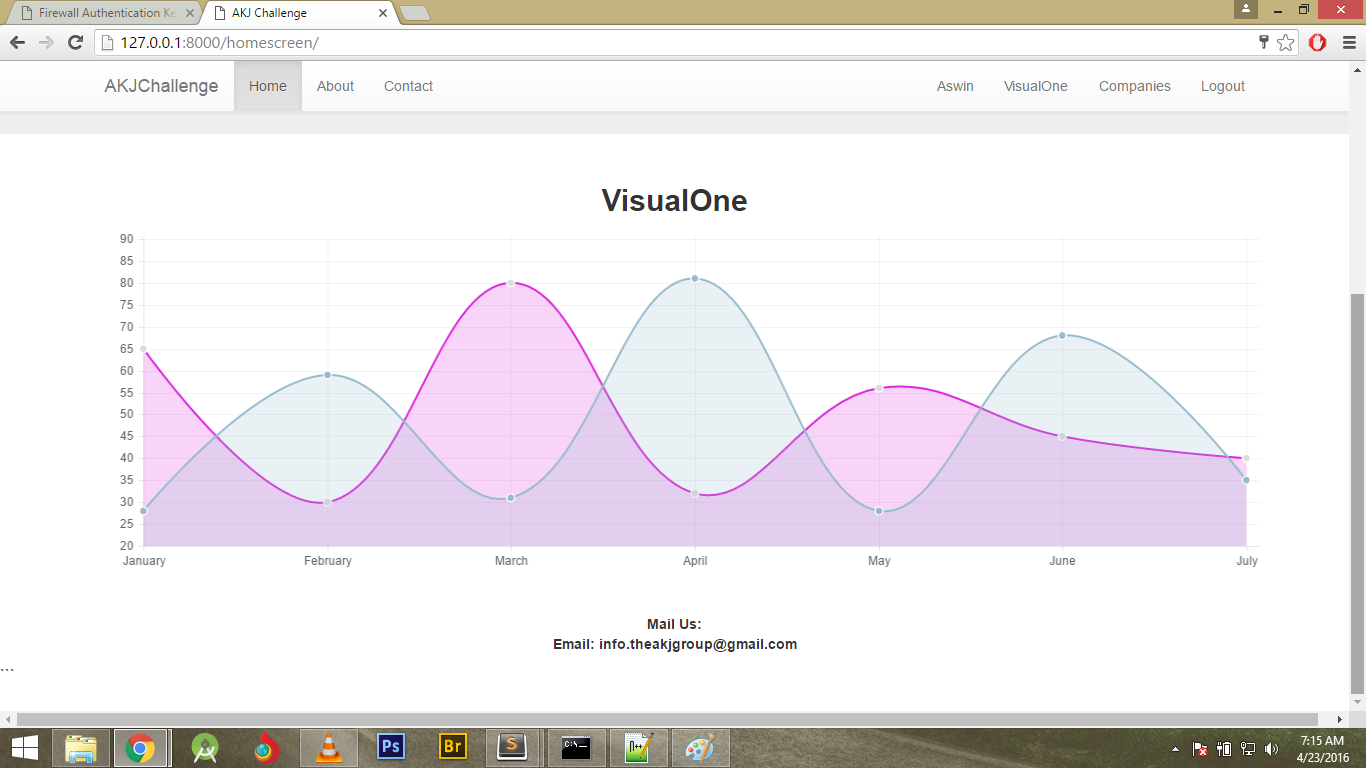 Firewall Authentication Ke
AKJ Challenge
127.0.0.1:8000/homescreen/
AKJChallenge Home About Contact Aswin VisualOne Companies Logout
VisualOne
90
85
80
75
70
65
60
55
50
45
40
35
30
25
20
January February March April May June July
Mail Us:
Email: info.theakjgroup@gmail.com
```
Ps Br S C:\_ N++
7:15 AM
4/23/2016